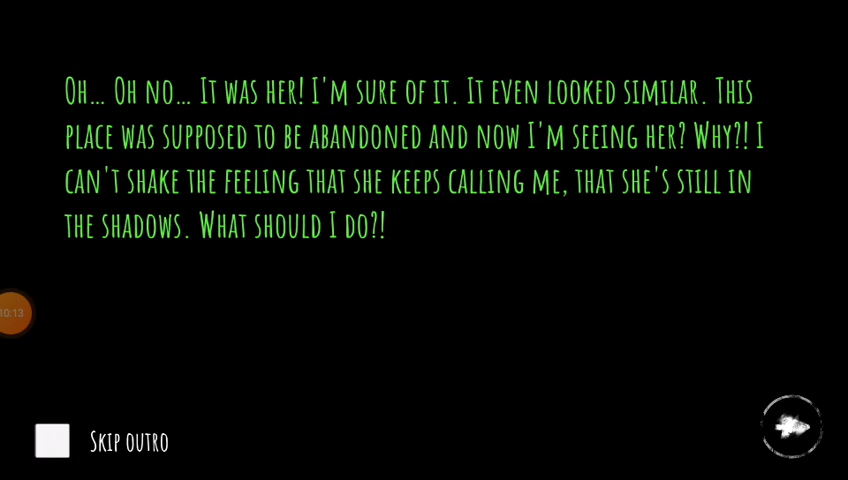 Oh... Oh no... It was her! I'm sure of it. It even looked similar. This
place was supposed to be abandoned and now I'm seeing her? Why?! I
can't shake the feeling that she keeps calling me, that she's still in
the shadows. What should I do?!
10:13
Skip outro